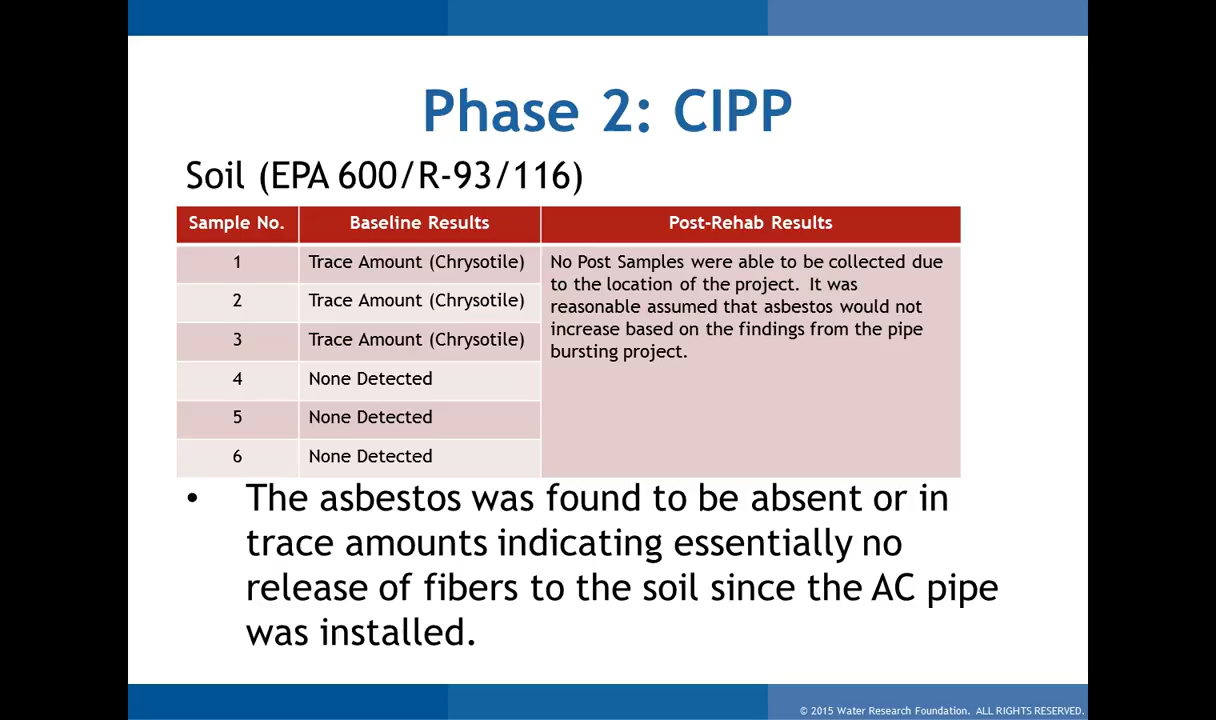 Phase 2: CIPP
Soil (EPA 600/R-93/116)
Sample No. Baseline Results Post-Rehab Results
1 Trace Amount (Chrysotile)
2 Trace Amount (Chrysotile)
3 Trace Amount (Chrysotile)
4 None Detected
5 None Detected
6 None Detected
No Post Samples were able to be collected due
to the location of the project. It was
reasonable assumed that asbestos would not
increase based on the findings from the pipe
bursting project.
• The asbestos was found to be absent or in
trace amounts indicating essentially no
release of fibers to the soil since the AC pipe
was installed.
© 2015 Water Research Foundation. ALL RIGHTS RESERVED.